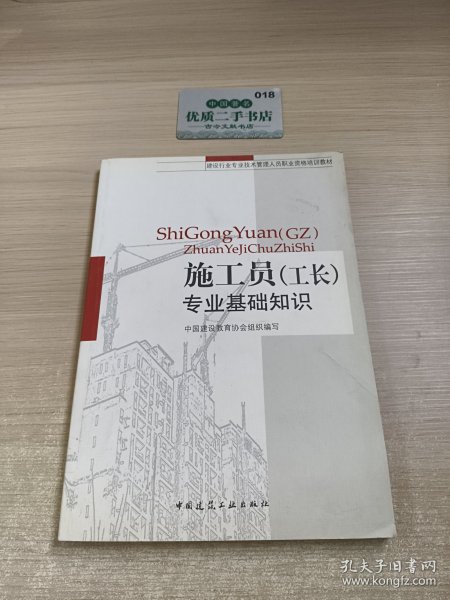 018
中国著名
优质二手书店
古今文献书店
建设行业专业技术管理人员职业资格培训教材
ShiGongYuan(GZ)
ZhuanYeJiChuZhiShi
施工员(工长)
专业基础知识
中国建设教育协会组织编写
中国建筑工业出版社
孔夫子旧书网
www.kongfz.com